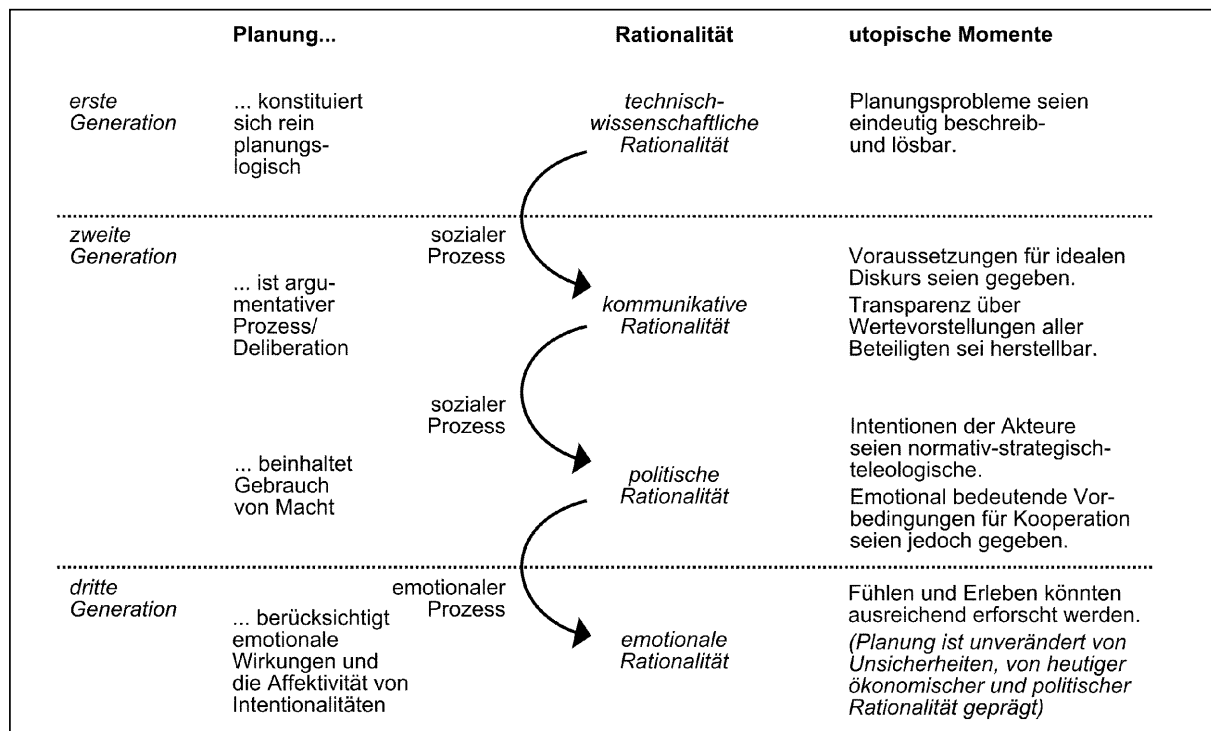 Planung...
Rationalität
utopische Momente
erste
Generation
... konstituiert
sich rein
planungs-
logisch
technisch-
wissenschaftliche
Rationalität
Planungsprobleme seien
eindeutig beschreib-
und lösbar.
zweite
Generation
sozialer
Prozess
... ist argu-
mentativer
Prozess/
Deliberation
kommunikative
Rationalität
Voraussetzungen für idealen
Diskurs seien gegeben.
Transparenz über
Wertevorstellungen aller
Beteiligten sei herstellbar.
sozialer
Prozess
... beinhaltet
Gebrauch
von Macht
politische
Rationalität
Intentionen der Akteure
seien normativ-strategisch-
teleologische.
Emotional bedeutende Vor-
bedingungen für Kooperation
seien jedoch gegeben.
dritte
Generation
emotionaler
Prozess
... berücksichtigt
emotionale
Wirkungen und
die Affektivität von
Intentionalitäten
emotionale
Rationalität
Fühlen und Erleben könnten
ausreichend erforscht werden.
(Planung ist unverändert von
Unsicherheiten, von heutiger
ökonomischer und politischer
Rationalität geprägt)